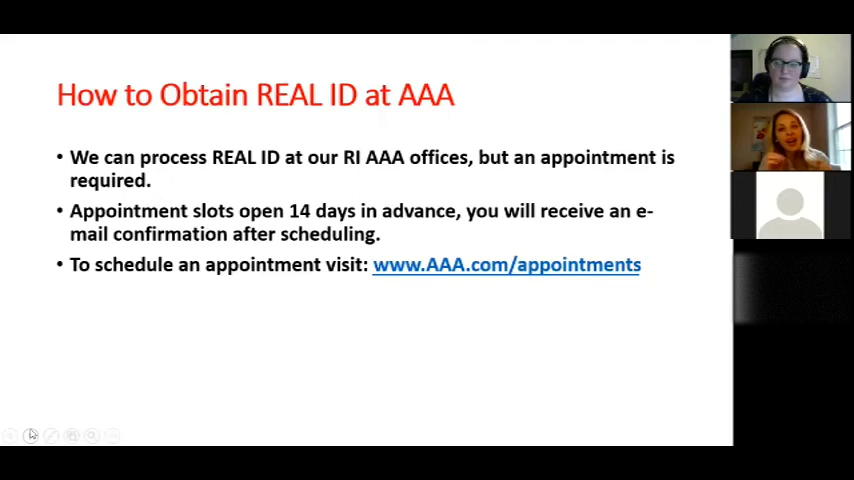 How to Obtain REAL ID at AAA
• We can process REAL ID at our RI AAA offices, but an appointment is
required.
• Appointment slots open 14 days in advance, you will receive an e-
mail confirmation after scheduling.
• To schedule an appointment visit: www.AAA.com/appointments